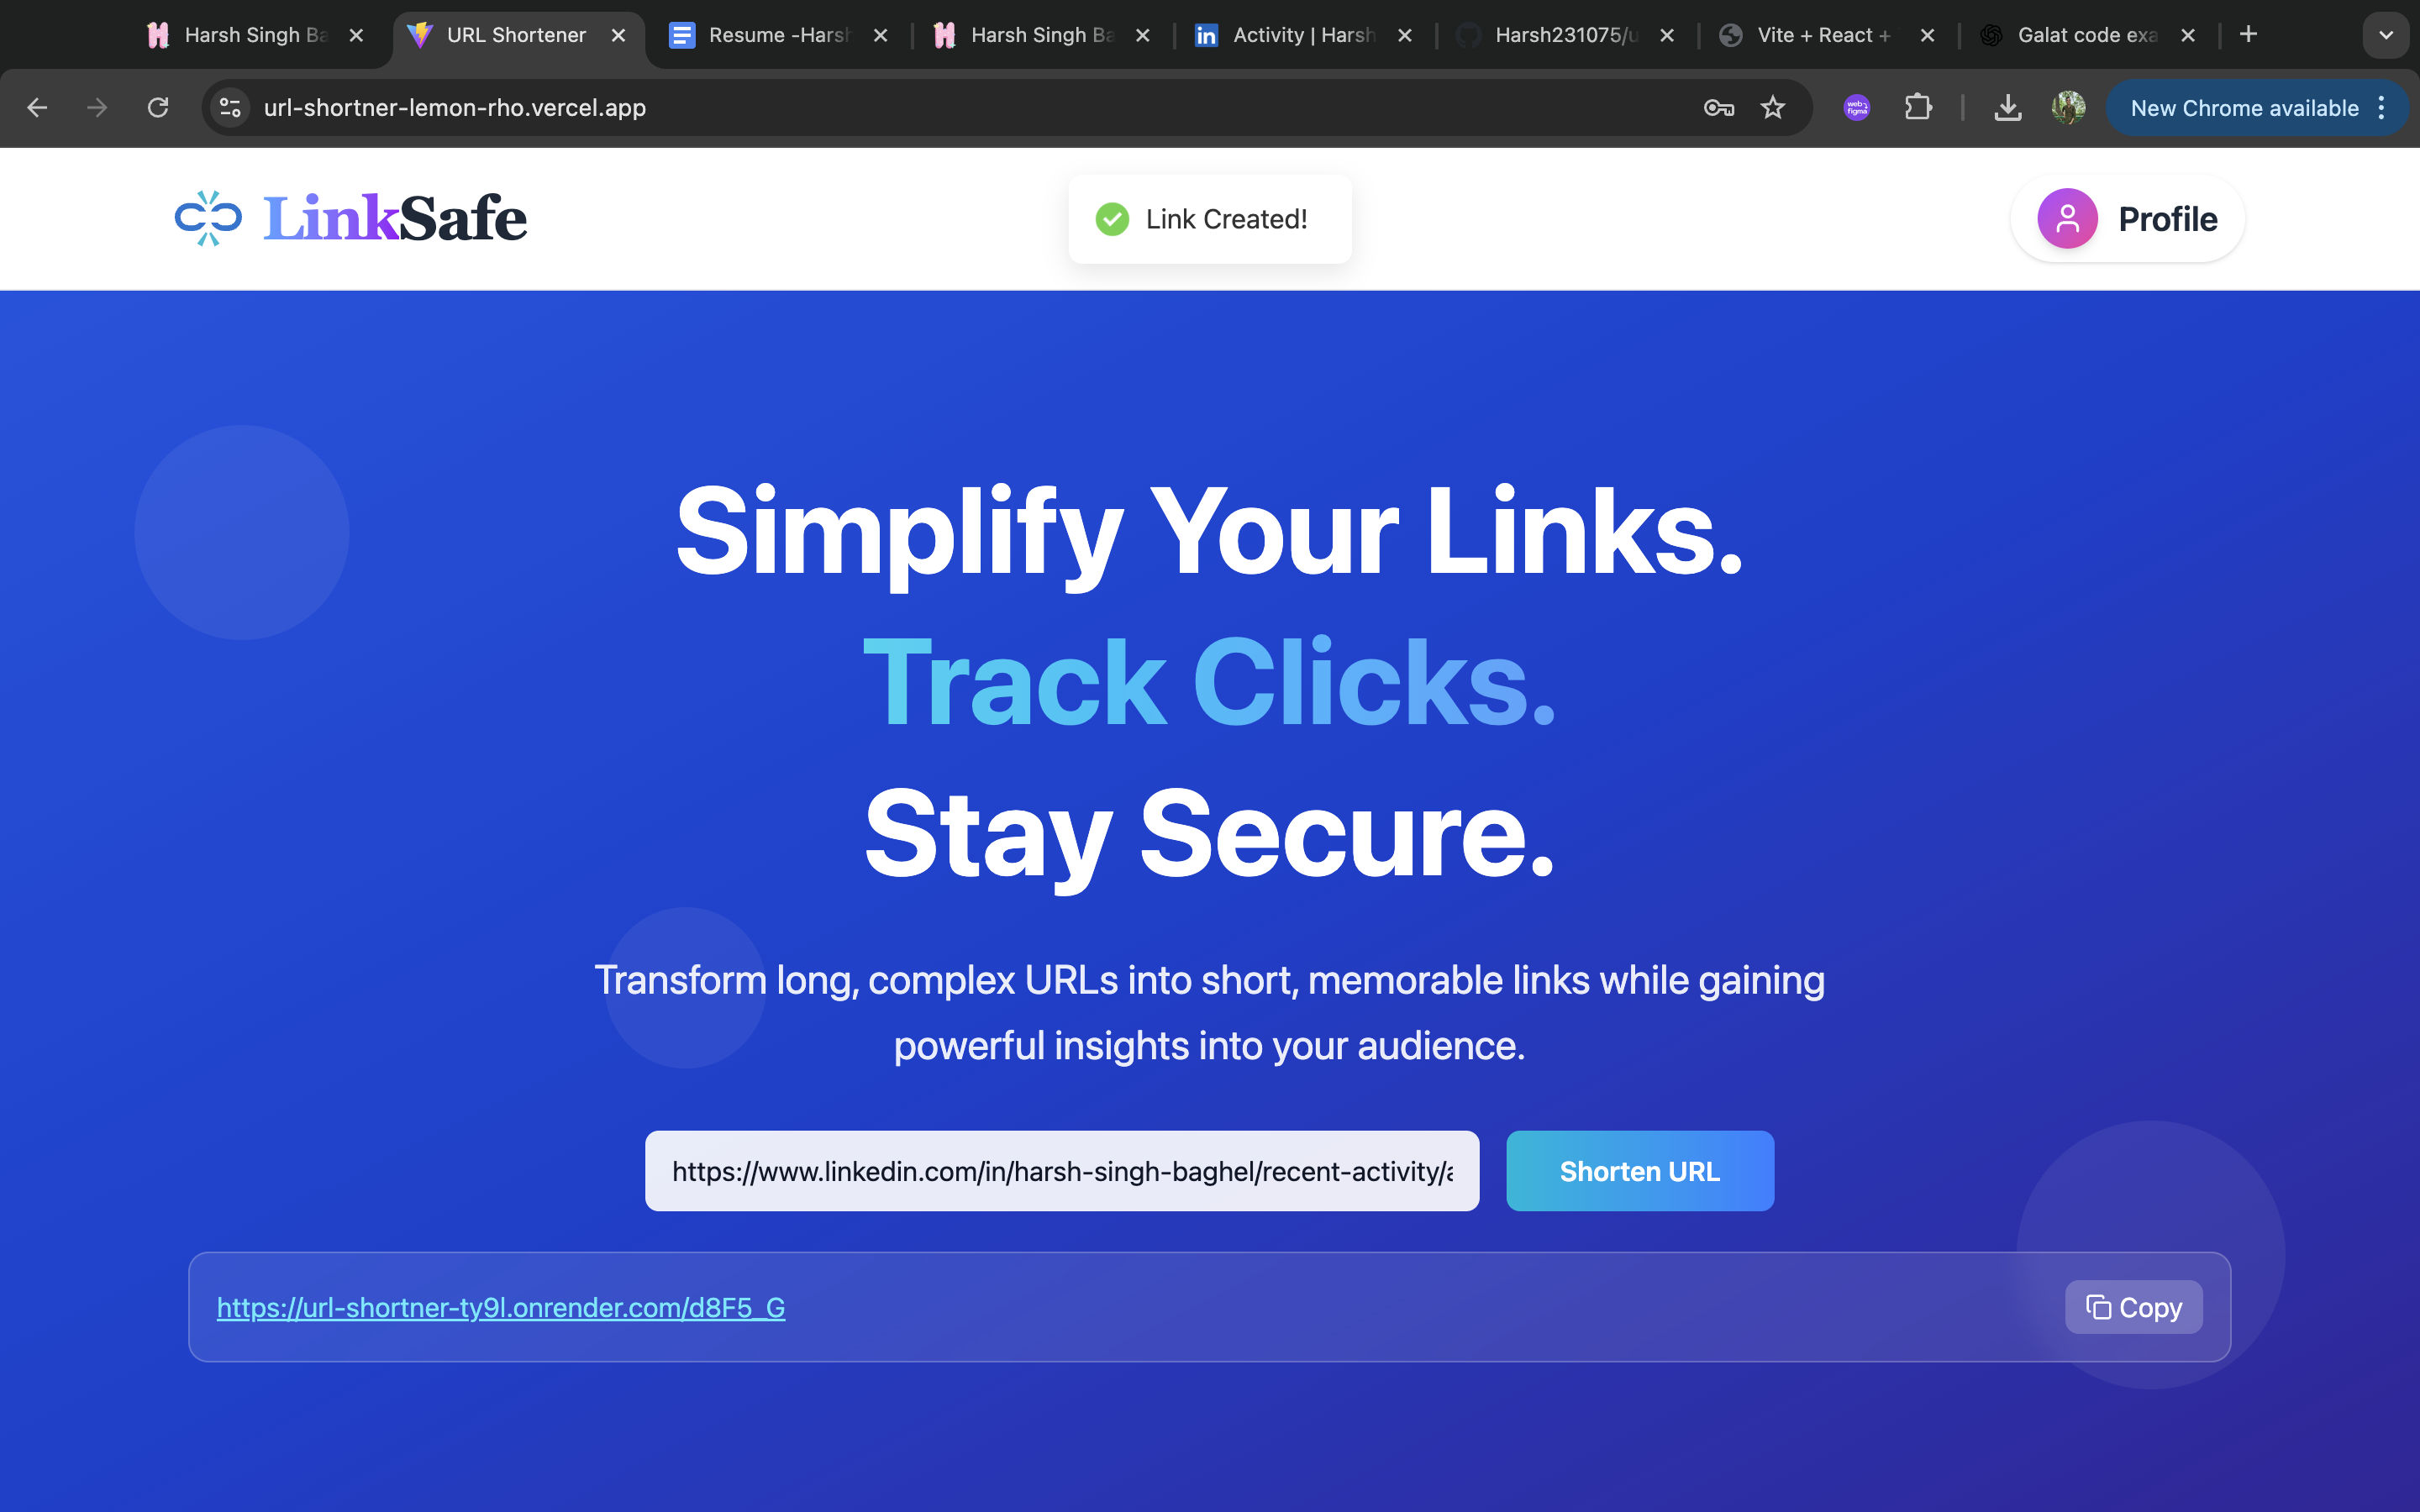 Harsh Singh Ba
URL Shortener
Resume -Harsh
Harsh Singh Ba
Activity | Harsh
Harsh231075/u
Vite + React +
Galat code exa
url-shortner-lemon-rho.vercel.app
New Chrome available
LinkSafe
Link Created!
Profile
Simplify Your Links.
Track Clicks.
Stay Secure.
Transform long, complex URLs into short, memorable links while gaining
powerful insights into your audience.
https://www.linkedin.com/in/harsh-singh-baghel/recent-activity/a
Shorten URL
https://url-shortner-ty9l.onrender.com/d8F5_G
Copy